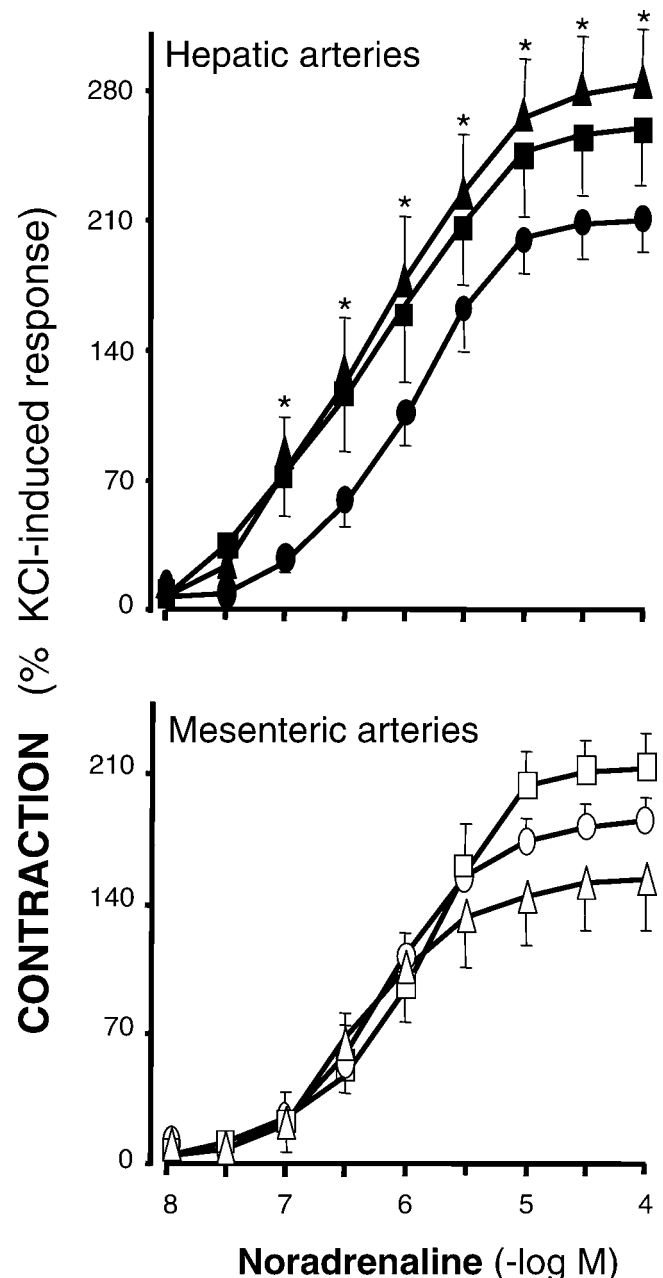 Hepatic arteries
* * * * * * * *
280
210
140
70
0
CONTRACTION (% KCl-induced response)
Mesenteric arteries
210
140
70
0
8 7 6 5 4
Noradrenaline (-log M)